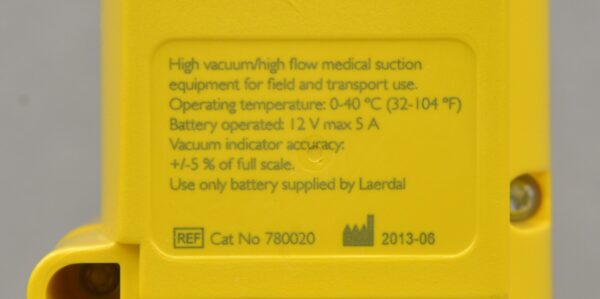 High vacuum/high flow medical suction
equipment for field and transport use.
Operating temperature: 0-40 °C (32-104 °F)
Battery operated: 12 V max 5 A
Vacuum indicator accuracy:
+/-5 % of full scale.
Use only battery supplied by Laerdal
REF Cat No 780020 2013-06